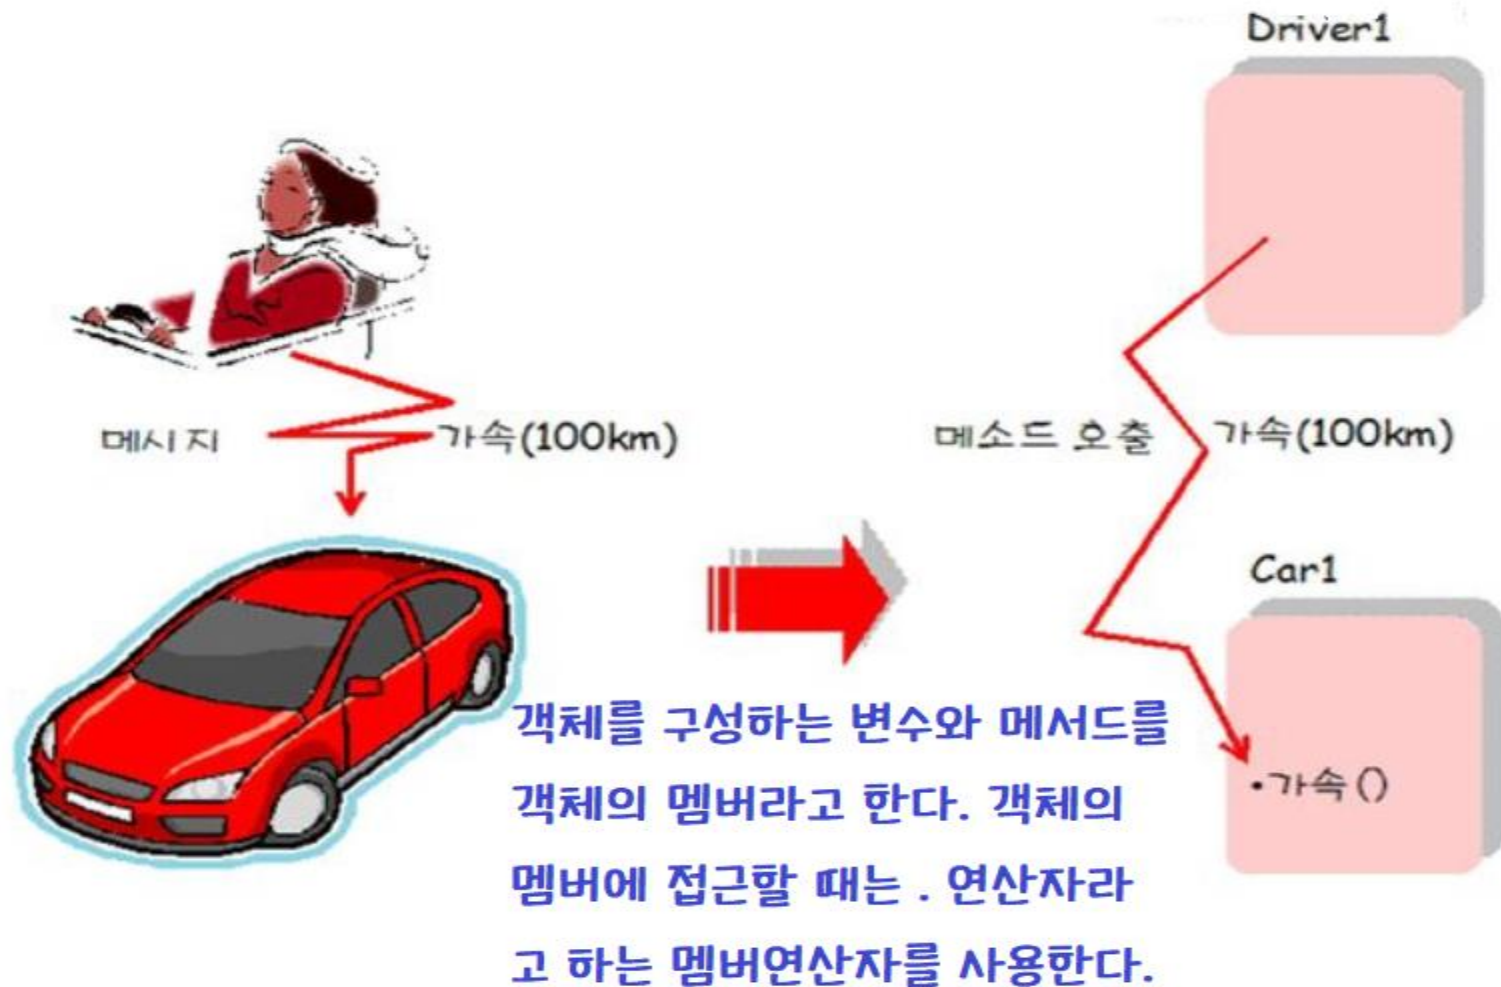 Driver1
메시지
가속(100km)
메소드 호출
가속(100km)
Car1
•가속()
객체를 구성하는 변수와 메서드를
객체의 멤버라고 한다. 객체의
멤버에 접근할 때는 . 연산자라
고 하는 멤버연산자를 사용한다.